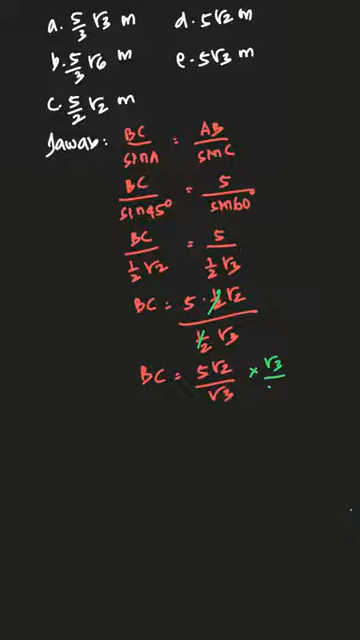 a. 5/3 √3 m d. 5√2 m
b. 5/3 √6 m e. 5√3 m
c. 5/2 √2 m
Jawab: BC/sin A = AB/sin C
BC/sin 45° = 5/sin 60°
BC/½√2 = 5/½√3
BC = 5 · ½√2 / ½√3
BC = 5√2/√3 × √3/